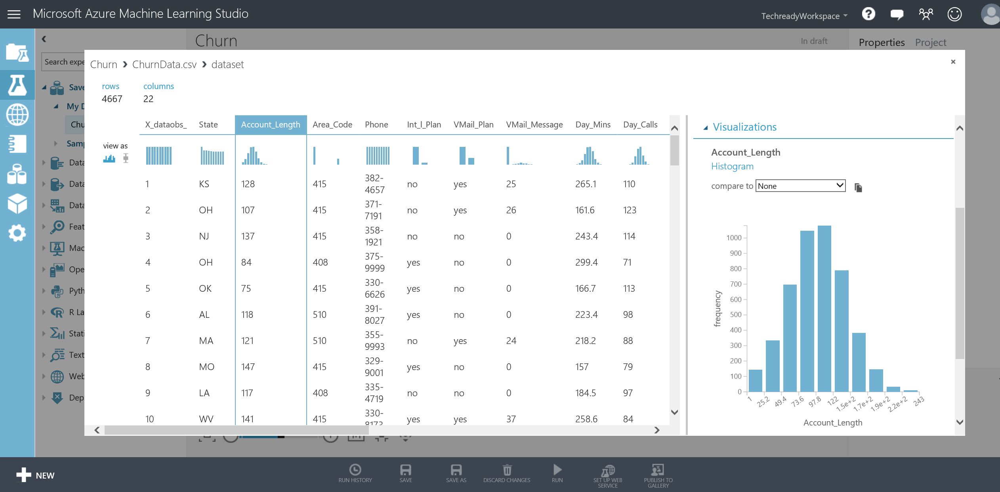 Microsoft Azure Machine Learning Studio
TechreadyWorkspace
Churn
In draft
Properties Project
Search expe
Churn > ChurnData.csv > dataset
rows columns
4667 22
Save
My D
Chu
Samp
Data
Data
Data
Feat
Mac
Ope
Pyth
R La
Stati
Text
Web
Dep
X_dataobs_ State Account_Length Area_Code Phone Int_l_Plan VMail_Plan VMail_Message Day_Mins Day_Calls
view as
1 KS 128 415 382-4657 no yes 25 265.1 110
2 OH 107 415 371-7191 no yes 26 161.6 123
3 NJ 137 415 358-1921 no no 0 243.4 114
4 OH 84 408 375-9999 yes no 0 299.4 71
5 OK 75 415 330-6626 yes no 0 166.7 113
6 AL 118 510 391-8027 yes no 0 223.4 98
7 MA 121 510 355-9993 no yes 24 218.2 88
8 MO 147 415 329-9001 yes no 0 157 79
9 LA 117 408 335-4719 no no 0 184.5 97
10 WV 141 415 330-8173 yes yes 37 258.6 84
Visualizations
Account_Length
Histogram
compare to None
1000
900
800
700
600
500
400
300
200
100
0
frequency
1 25.2 49.4 73.6 97.8 122 1.5e+2 1.7e+2 1.9e+2 2.2e+2 243
Account_Length
NEW
RUN HISTORY
SAVE
SAVE AS
DISCARD CHANGES
RUN
SET UP WEB
SERVICE
PUBLISH TO
GALLERY